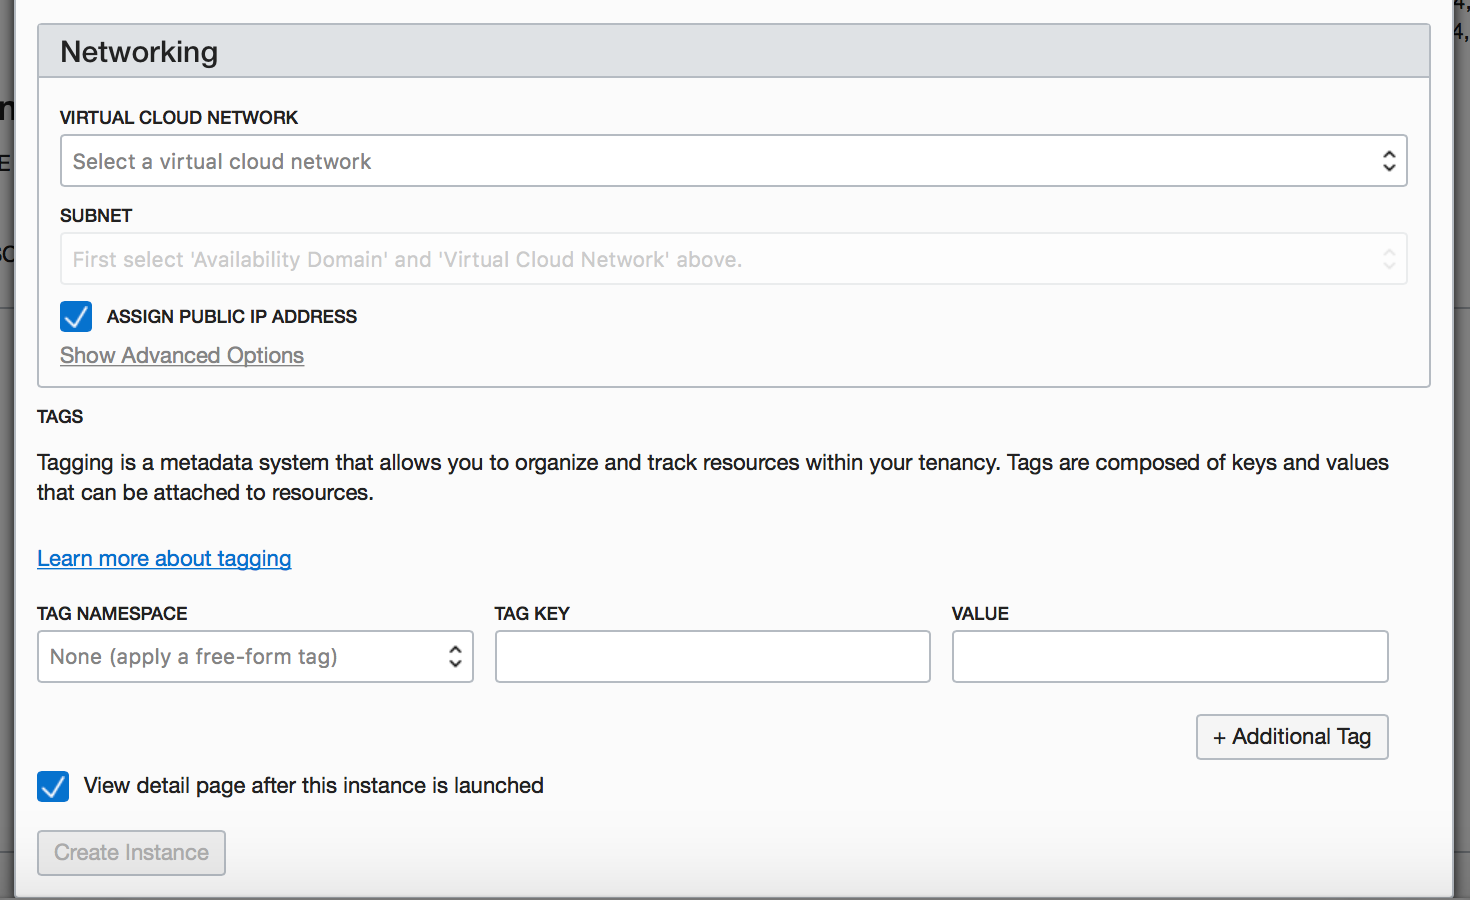 Networking
VIRTUAL CLOUD NETWORK
Select a virtual cloud network
SUBNET
First select 'Availability Domain' and 'Virtual Cloud Network' above.
ASSIGN PUBLIC IP ADDRESS
Show Advanced Options
TAGS
Tagging is a metadata system that allows you to organize and track resources within your tenancy. Tags are composed of keys and values
that can be attached to resources.
Learn more about tagging
TAG NAMESPACE TAG KEY VALUE
None (apply a free-form tag)
+ Additional Tag
View detail page after this instance is launched
Create Instance